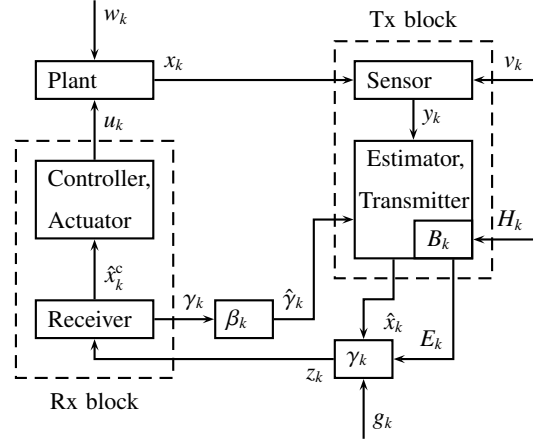 w_k
Tx block
Plant
x_k
Sensor
v_k
u_k
y_k
Controller,
Actuator
Estimator,
Transmitter
B_k
H_k
x̂_k^c
γ_k
γ̂_k
Receiver
β_k
x̂_k
E_k
γ_k
z_k
Rx block
g_k